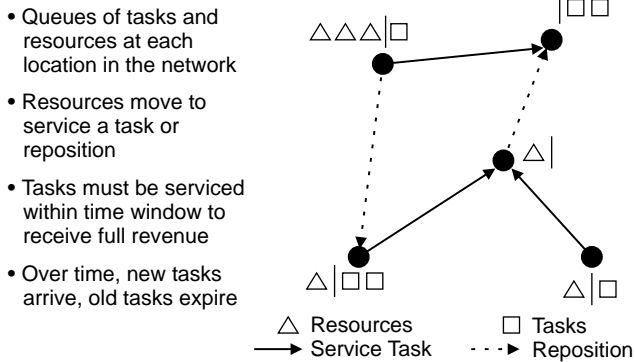 • Queues of tasks and
resources at each
location in the network
• Resources move to
service a task or
reposition
• Tasks must be serviced
within time window to
receive full revenue
• Over time, new tasks
arrive, old tasks expire
Resources
Tasks
Service Task
Reposition